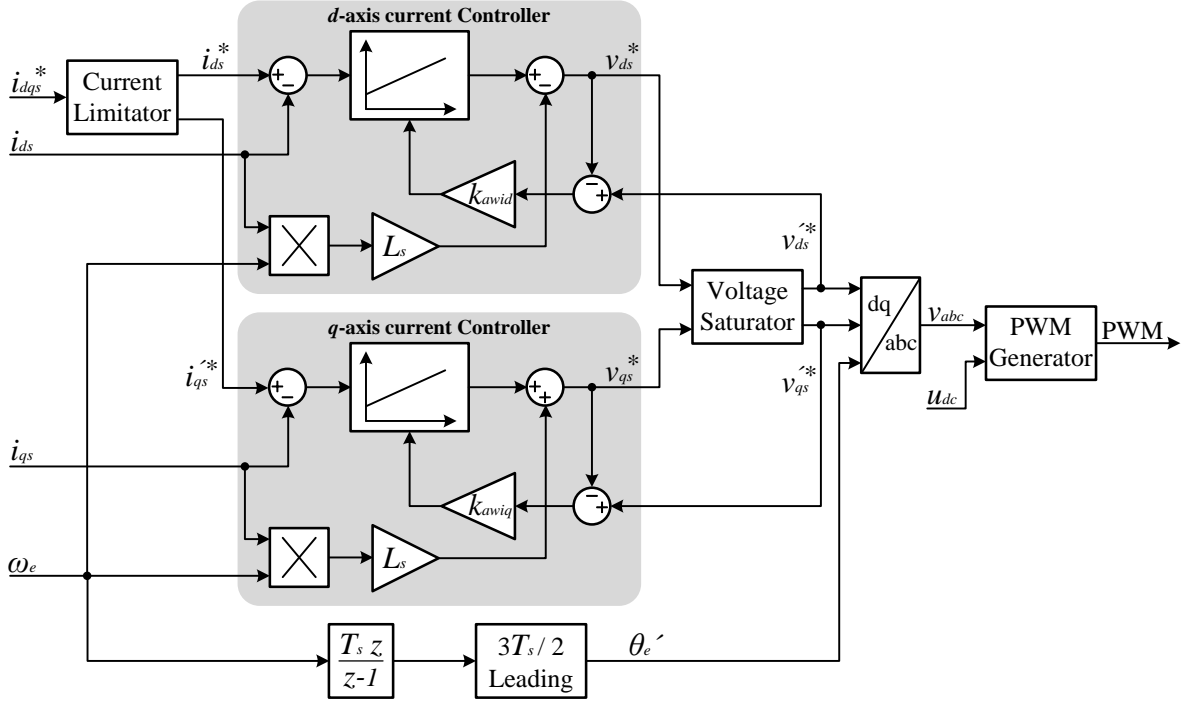 d-axis current Controller
i_ds^*
v_ds^*
i_dqs^*
Current
Limitator
+
−
+
−
i_ds
k_awid
−
+
v´_ds^*
L_s
Voltage
Saturator
dq
abc
v_abc
PWM
Generator
PWM
u_dc
q-axis current Controller
i´_qs^*
v_qs^*
v´_qs^*
+
−
+
+
i_qs
k_awiq
−
+
L_s
ω_e
T_s z
z-1
3T_s / 2
Leading
θ_e´